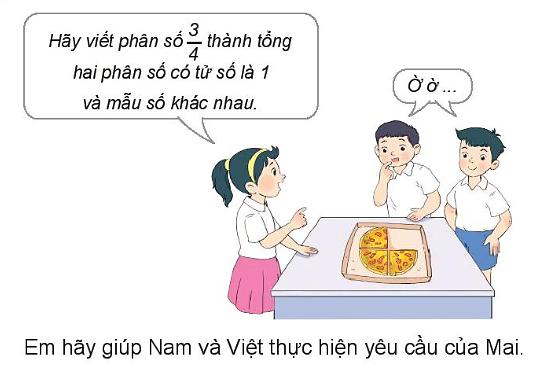 Hãy viết phân số 3/4 thành tổng
hai phân số có tử số là 1
và mẫu số khác nhau.
Ờ ờ ...
Em hãy giúp Nam và Việt thực hiện yêu cầu của Mai.